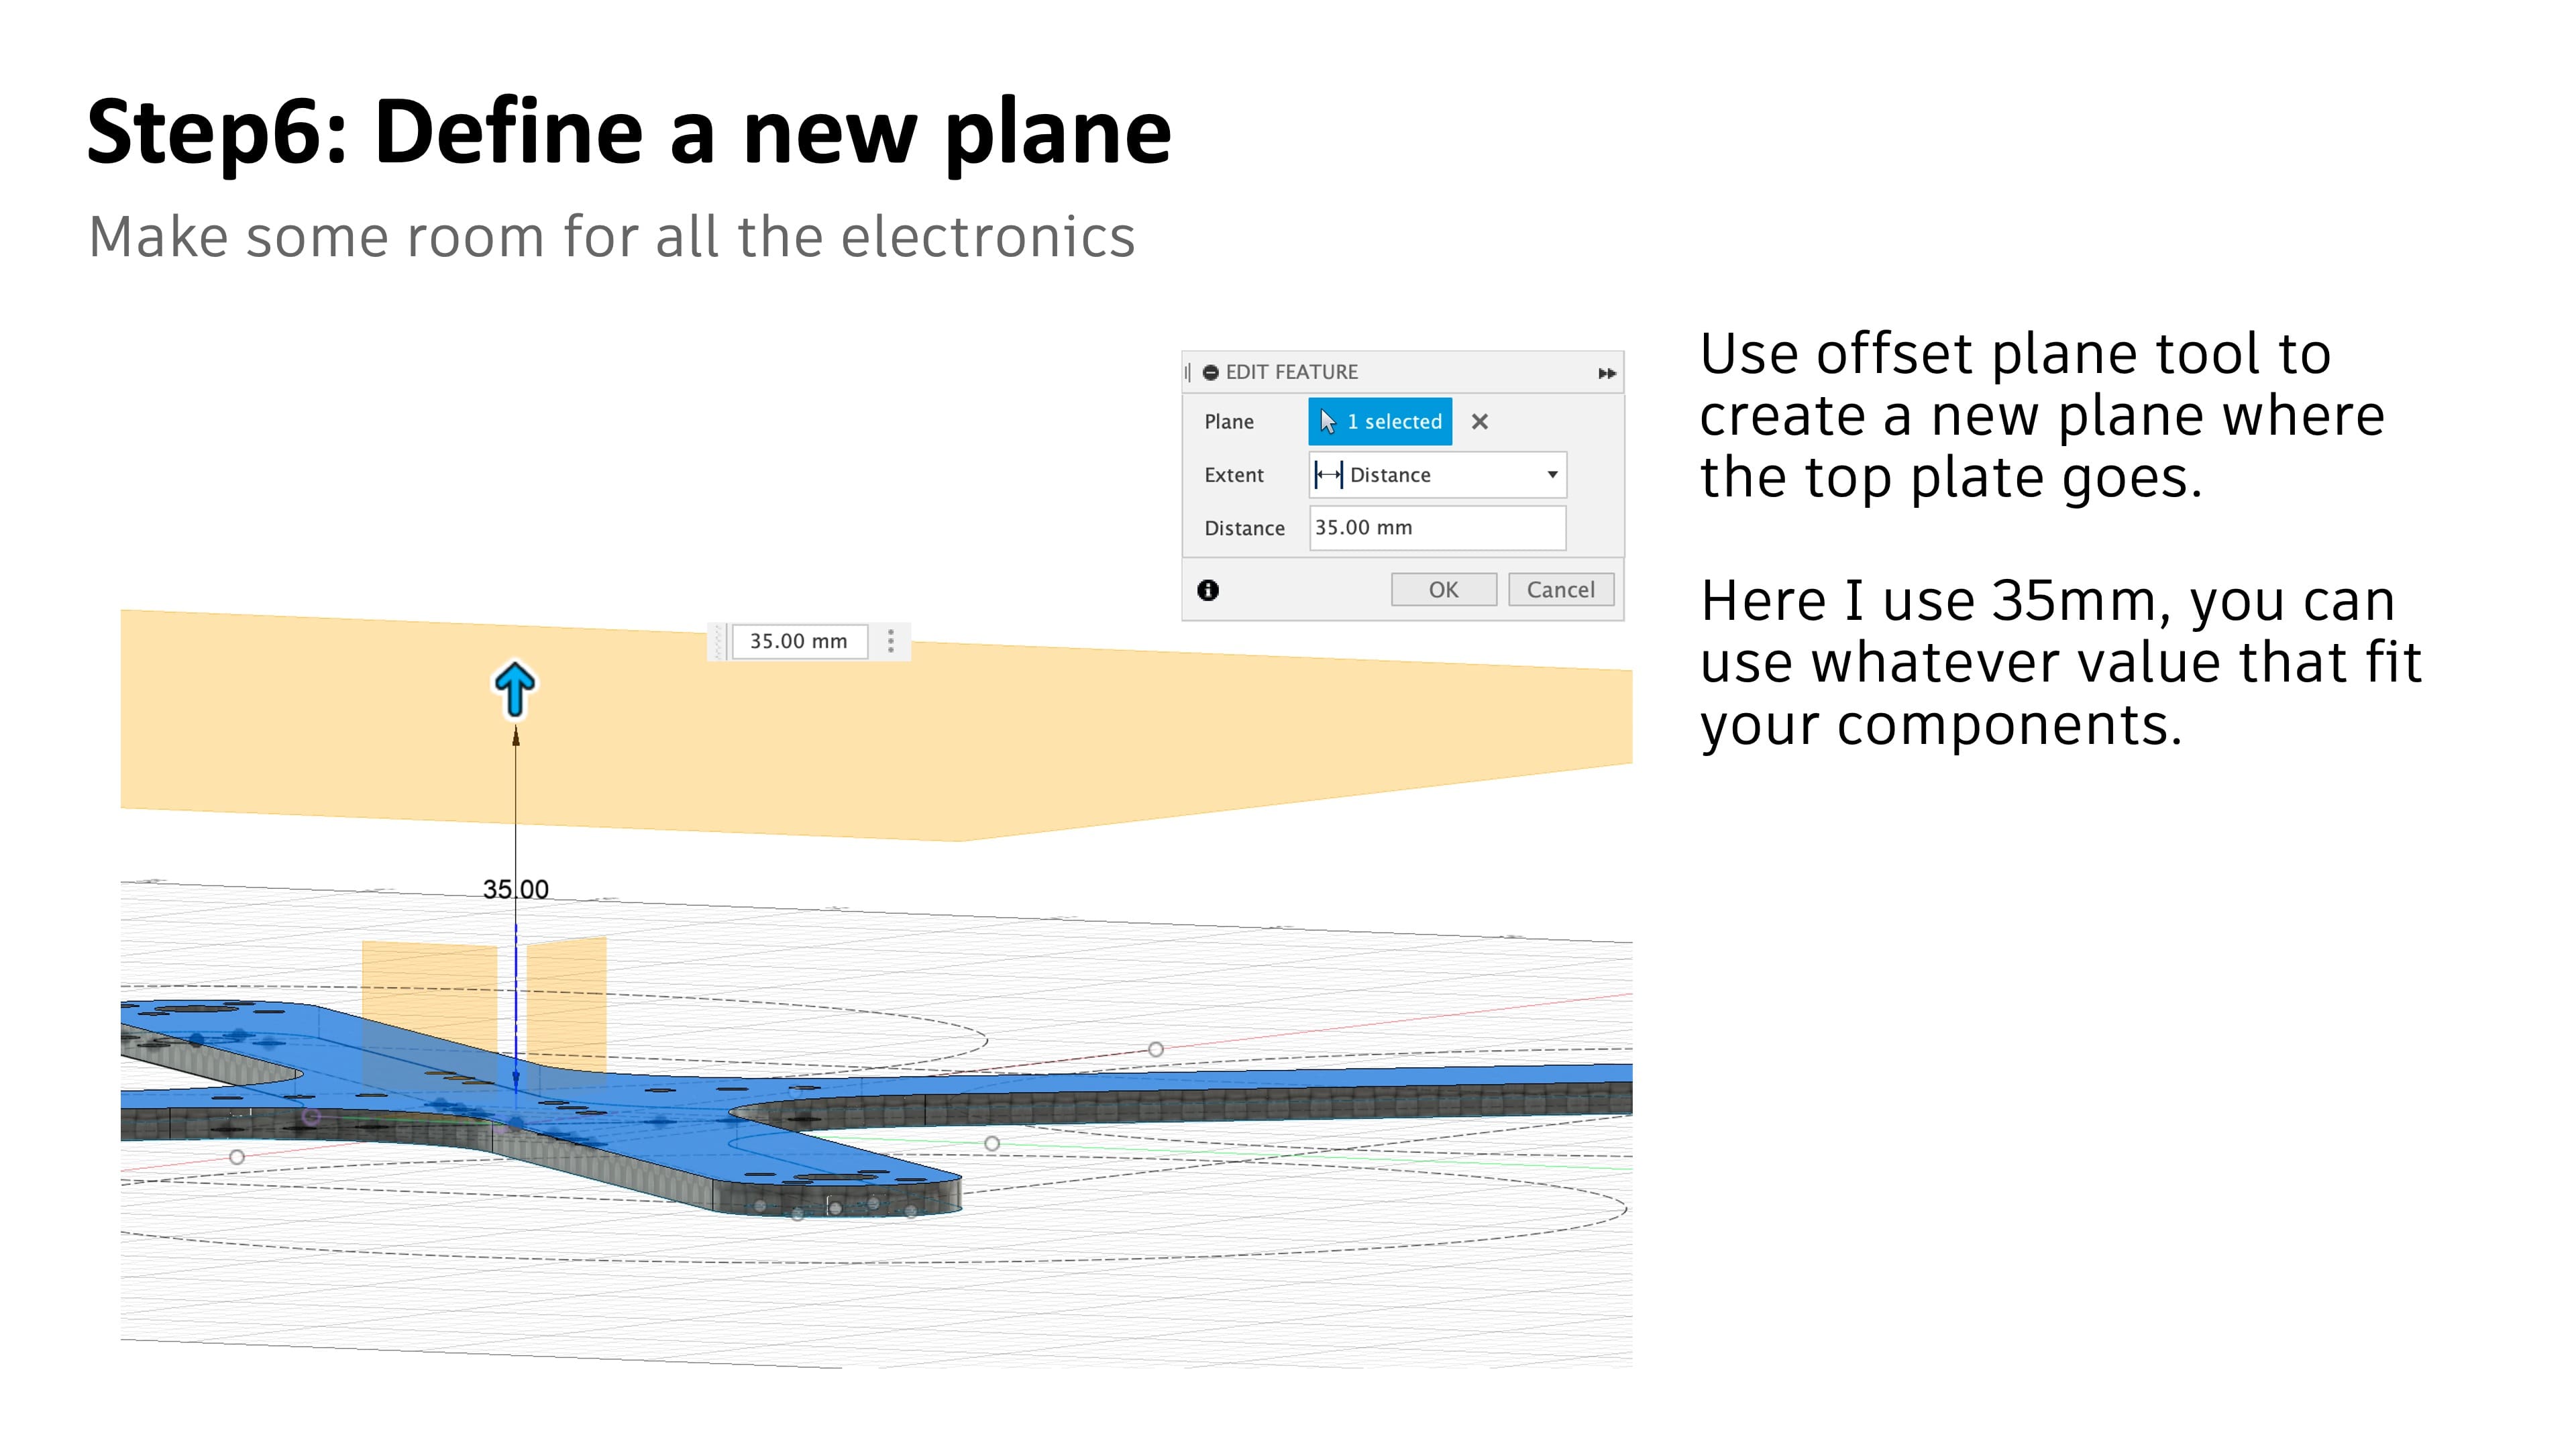 Step6: Define a new plane
Make some room for all the electronics
EDIT FEATURE
Plane 1 selected
Extent Distance
Distance 35.00 mm
OK Cancel
Use offset plane tool to
create a new plane where
the top plate goes.
Here I use 35mm, you can
use whatever value that fit
your components.
35.00 mm
35.00